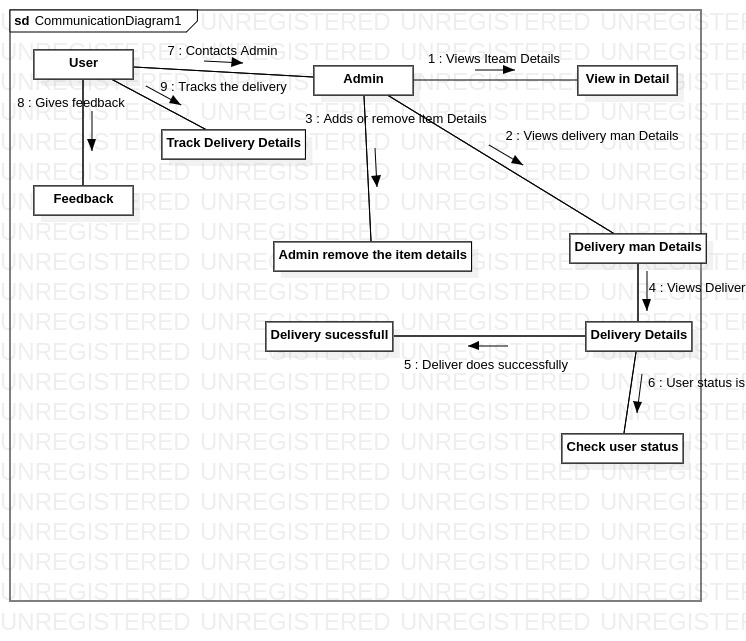 sd CommunicationDiagram1
7 : Contacts Admin
1 : Views Iteam Details
User
Admin
View in Detail
9 : Tracks the delivery
8 : Gives feedback
3 : Adds or remove Item Details
2 : Views delivery man Details
Track Delivery Details
Feedback
Admin remove the item details
Delivery man Details
4 : Views Deliver
Delivery sucessfull
Delivery Details
5 : Deliver does successfully
6 : User status is
Check user status
UNREGISTERED